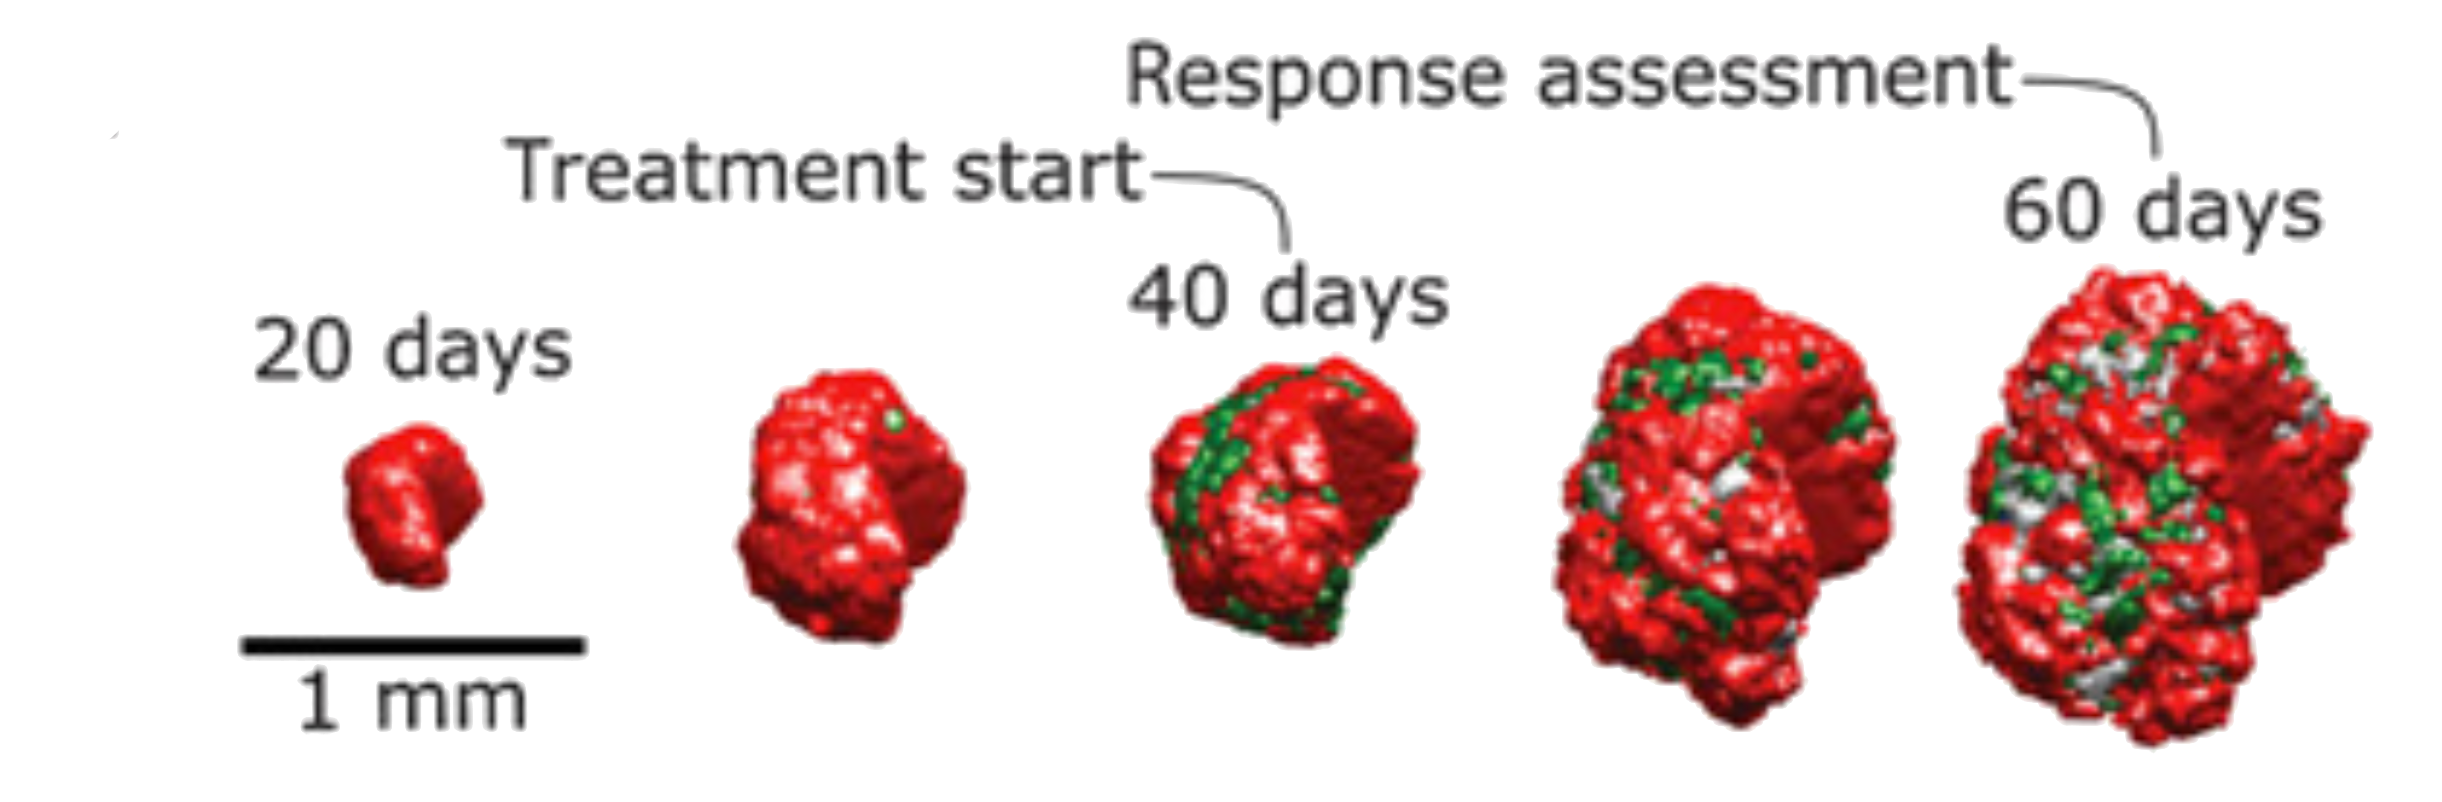 Response assessment
Treatment start
60 days
40 days
20 days
1 mm